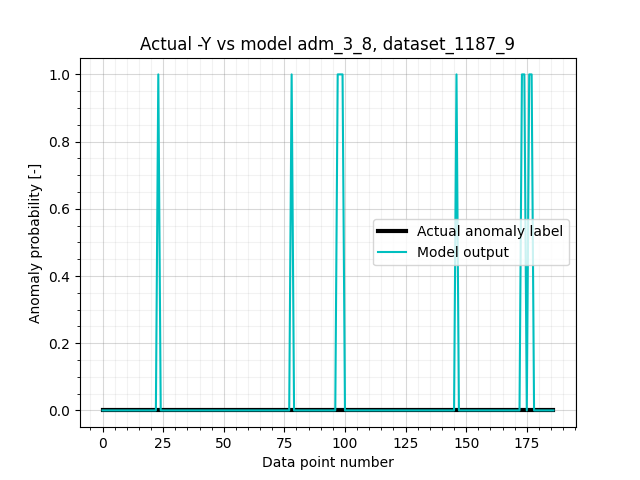 Actual -Y vs model adm_3_8, dataset_1187_9
1.0
0.8
0.6
0.4
0.2
0.0
Anomaly probability [-]
Actual anomaly label
Model output
0 25 50 75 100 125 150 175
Data point number